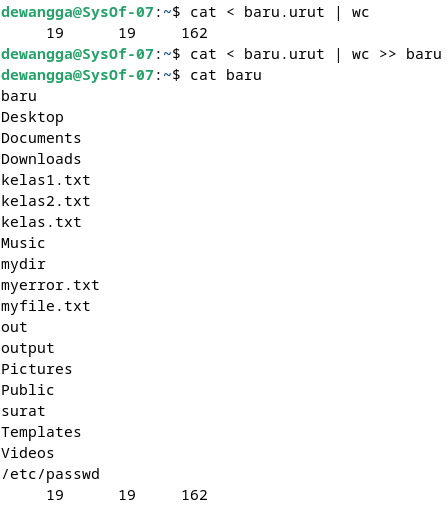 dewangga@SysOf-07:~$ cat < baru.urut | wc
     19      19     162
dewangga@SysOf-07:~$ cat < baru.urut | wc >> baru
dewangga@SysOf-07:~$ cat baru
baru
Desktop
Documents
Downloads
kelas1.txt
kelas2.txt
kelas.txt
Music
mydir
myerror.txt
myfile.txt
out
output
Pictures
Public
surat
Templates
Videos
/etc/passwd
     19      19     162